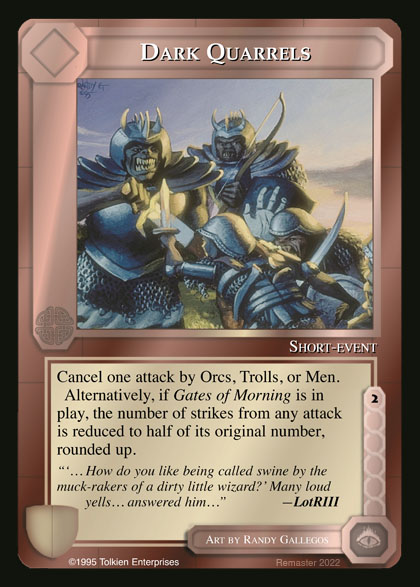 DARK QUARRELS
SHORT-EVENT
Cancel one attack by Orcs, Trolls, or Men.
Alternatively, if Gates of Morning is in
play, the number of strikes from any attack
is reduced to half of its original number,
rounded up.
2
“‘… How do you like being called swine by the
muck-rakers of a dirty little wizard?’ Many loud
yells… answered him…” —LotRIII
ART BY RANDY GALLEGOS
©1995 Tolkien Enterprises
Remaster 2022